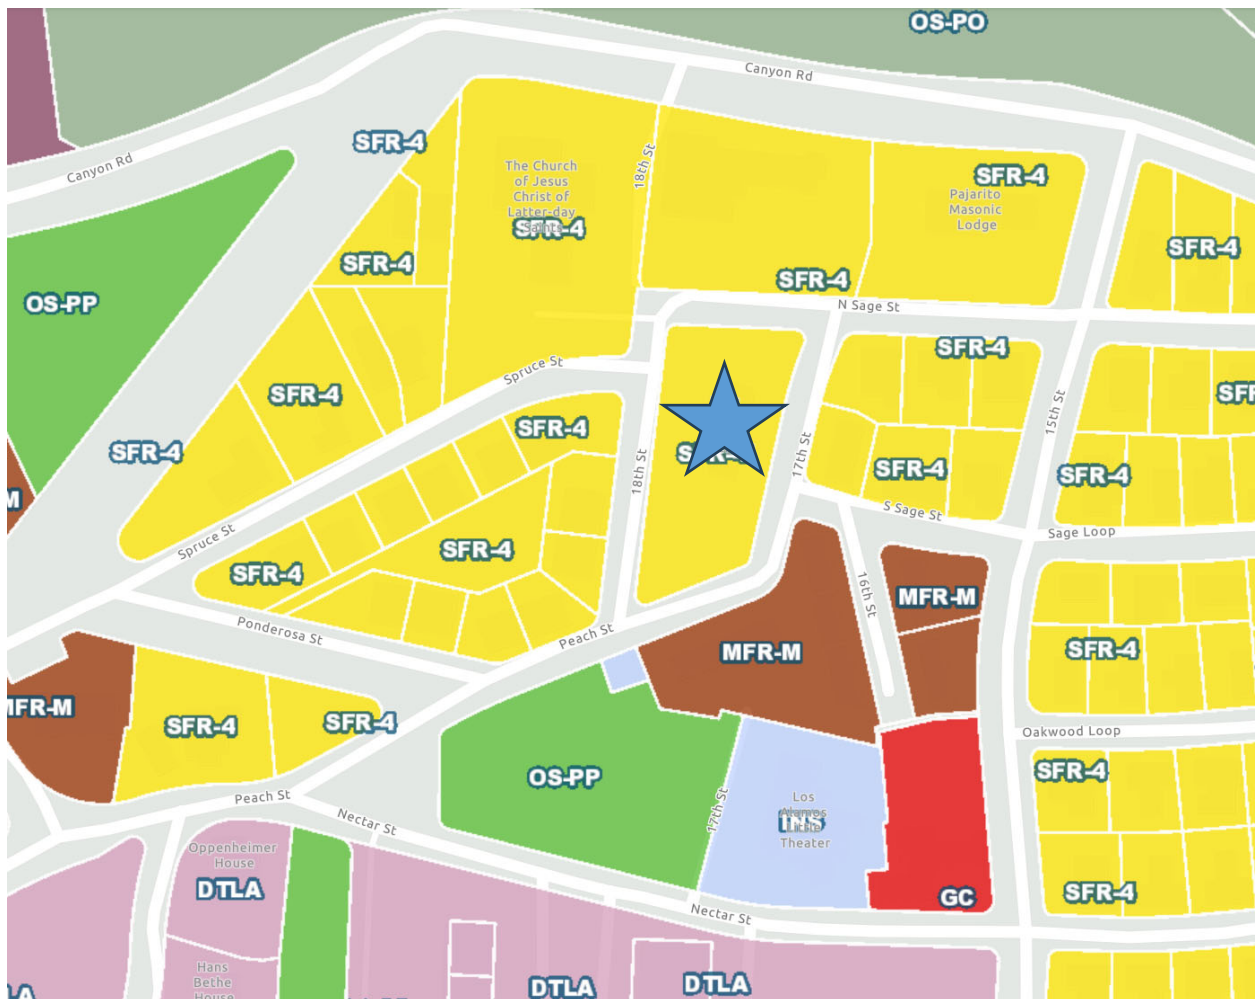 OS-PO
Canyon Rd
SFR-4
Canyon Rd
18th St
The Church
of Jesus
Christ of
Latter-day
Saints
SFR-4
SFR-4
Pajarito
Masonic
Lodge
SFR-4
SFR-4
SFR-4
OS-PP
N Sage St
SFR-4
Spruce St
SFR-4
15th St
SFR-4
SFR-4
17th St
18th St
SFR-4
SFR-4
S Sage St
Sage Loop
Spruce St
SFR-4
SFR-4
16th St
MFR-M
Ponderosa St
Peach St
MFR-M
SFR-4
MFR-M
SFR-4
SFR-4
Oakwood Loop
OS-PP
SFR-4
Peach St
Nectar St
17th St
Los
Alamos
Little
Theater
INS
Oppenheimer
House
DTLA
SFR-4
GC
Nectar St
Hans
Bethe
House
DTLA
DTLA